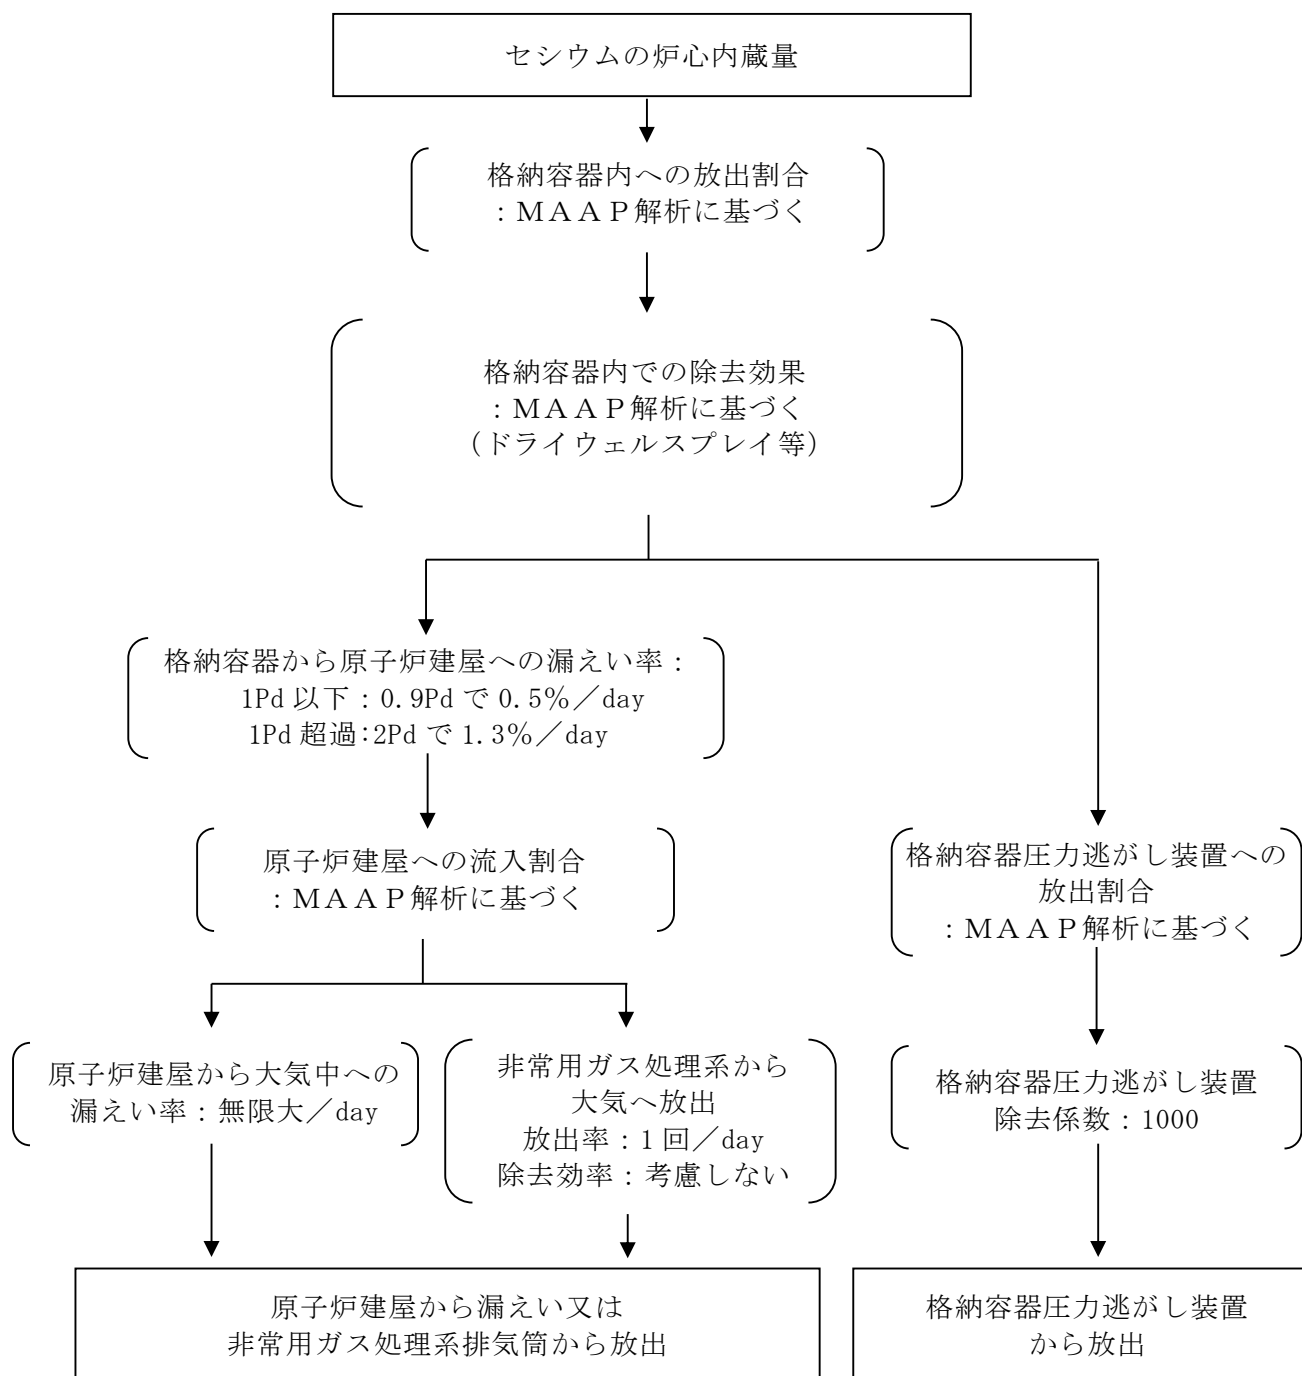 セシウムの炉心内蔵量
格納容器内への放出割合
：ＭＡＡＰ解析に基づく
格納容器内での除去効果
：ＭＡＡＰ解析に基づく
（ドライウェルスプレイ等）
格納容器から原子炉建屋への漏えい率：
1Pd 以下：0.9Pd で 0.5％／day
1Pd 超過：2Pd で 1.3％／day
原子炉建屋への流入割合
：ＭＡＡＰ解析に基づく
格納容器圧力逃がし装置への
放出割合
：ＭＡＡＰ解析に基づく
原子炉建屋から大気中への
漏えい率：無限大／day
非常用ガス処理系から
大気へ放出
放出率：1 回／day
除去効率：考慮しない
格納容器圧力逃がし装置
除去係数：1000
原子炉建屋から漏えい又は
非常用ガス処理系排気筒から放出
格納容器圧力逃がし装置
から放出